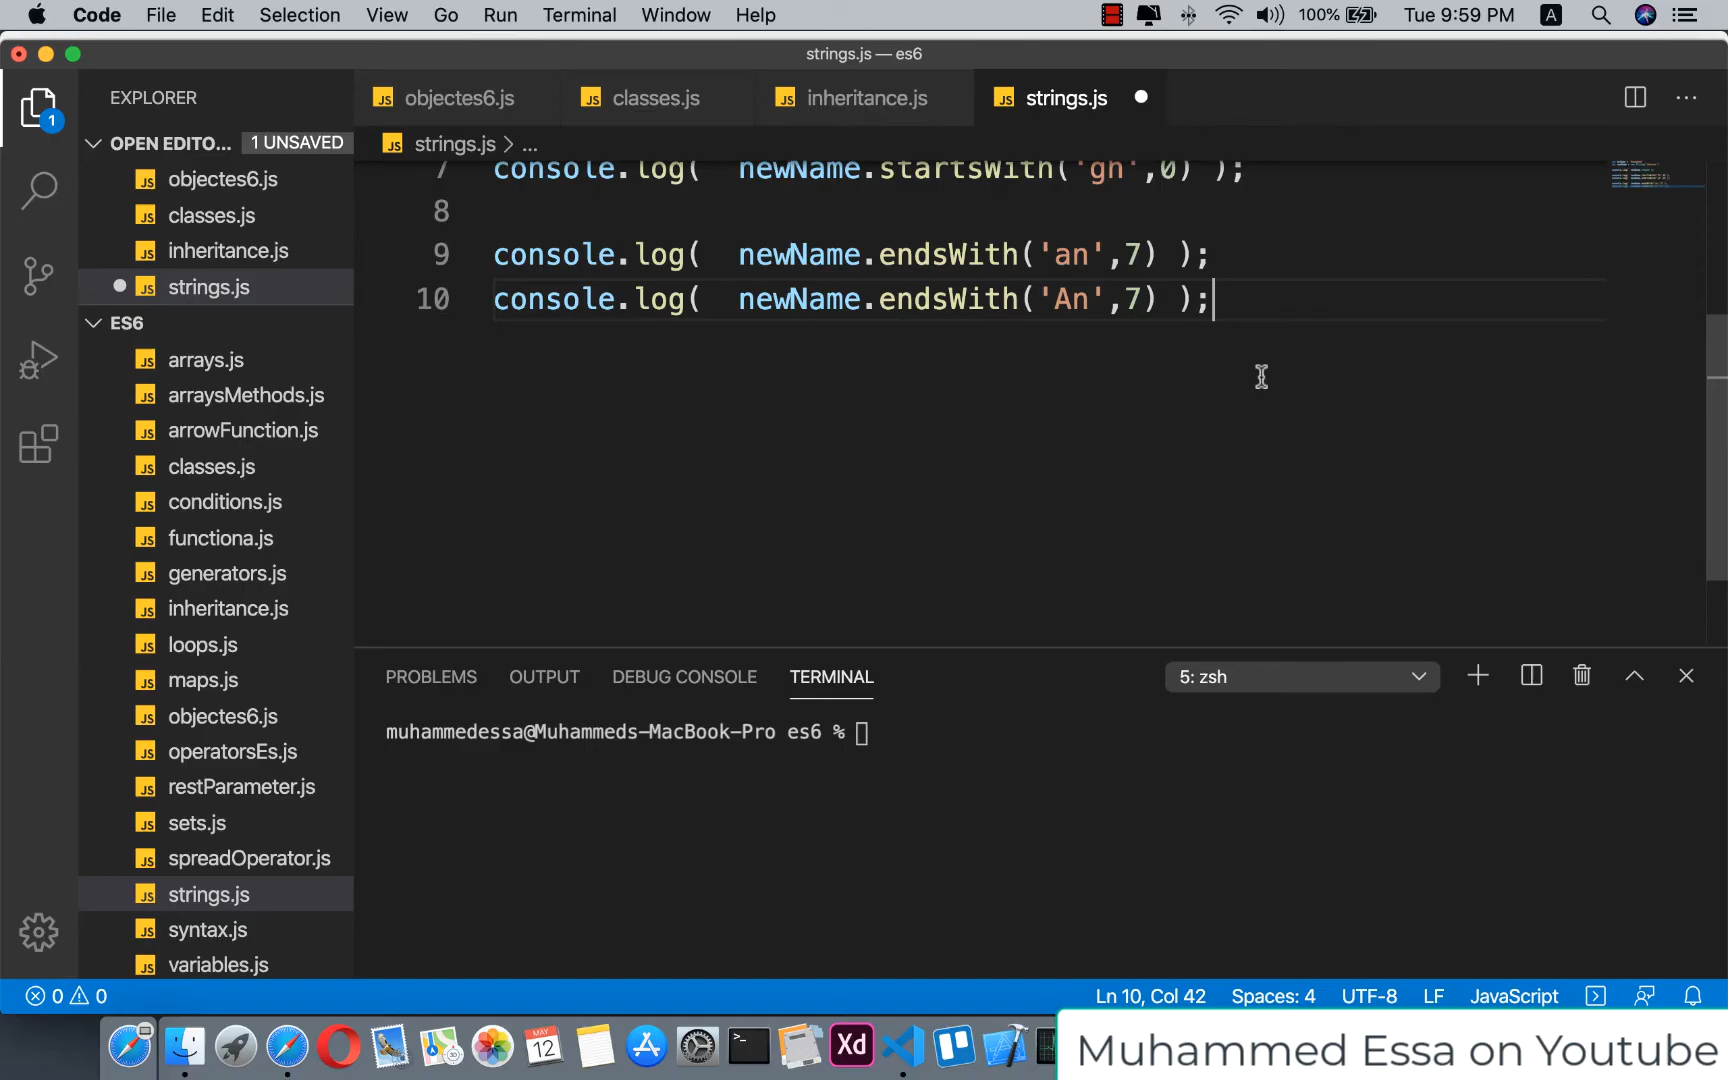 Code File Edit Selection View Go Run Terminal Window Help 100% Tue 9:59 PM A
strings.js — es6
EXPLORER
objectes6.js classes.js inheritance.js strings.js
1
OPEN EDITO... 1 UNSAVED
strings.js > ...
objectes6.js
classes.js
inheritance.js
strings.js
ES6
arrays.js
arraysMethods.js
arrowFunction.js
classes.js
conditions.js
functiona.js
generators.js
inheritance.js
loops.js
maps.js
objectes6.js
operatorsEs.js
restParameter.js
sets.js
spreadOperator.js
strings.js
syntax.js
variables.js
7 console.log( newName.startsWith('gh',0) );
8
9 console.log( newName.endsWith('an',7) );
10 console.log( newName.endsWith('An',7) );
PROBLEMS OUTPUT DEBUG CONSOLE TERMINAL 5: zsh
muhammedessa@Muhammeds-MacBook-Pro es6 %
0 0 Ln 10, Col 42 Spaces: 4 UTF-8 LF JavaScript
MAY
12
Xd
Muhammed Essa on Youtube